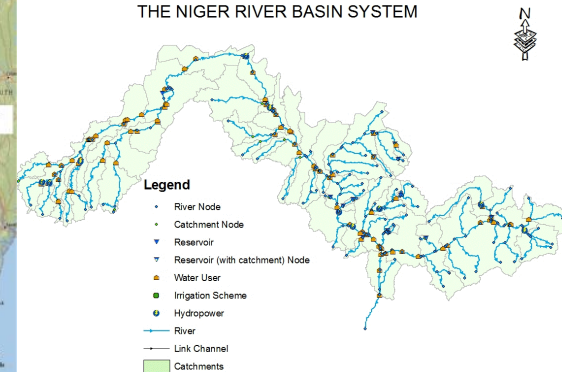 THE NIGER RIVER BASIN SYSTEM
N
Legend
River Node
Catchment Node
Reservoir
Reservoir (with catchment) Node
Water User
Irrigation Scheme
Hydropower
River
Link Channel
Catchments